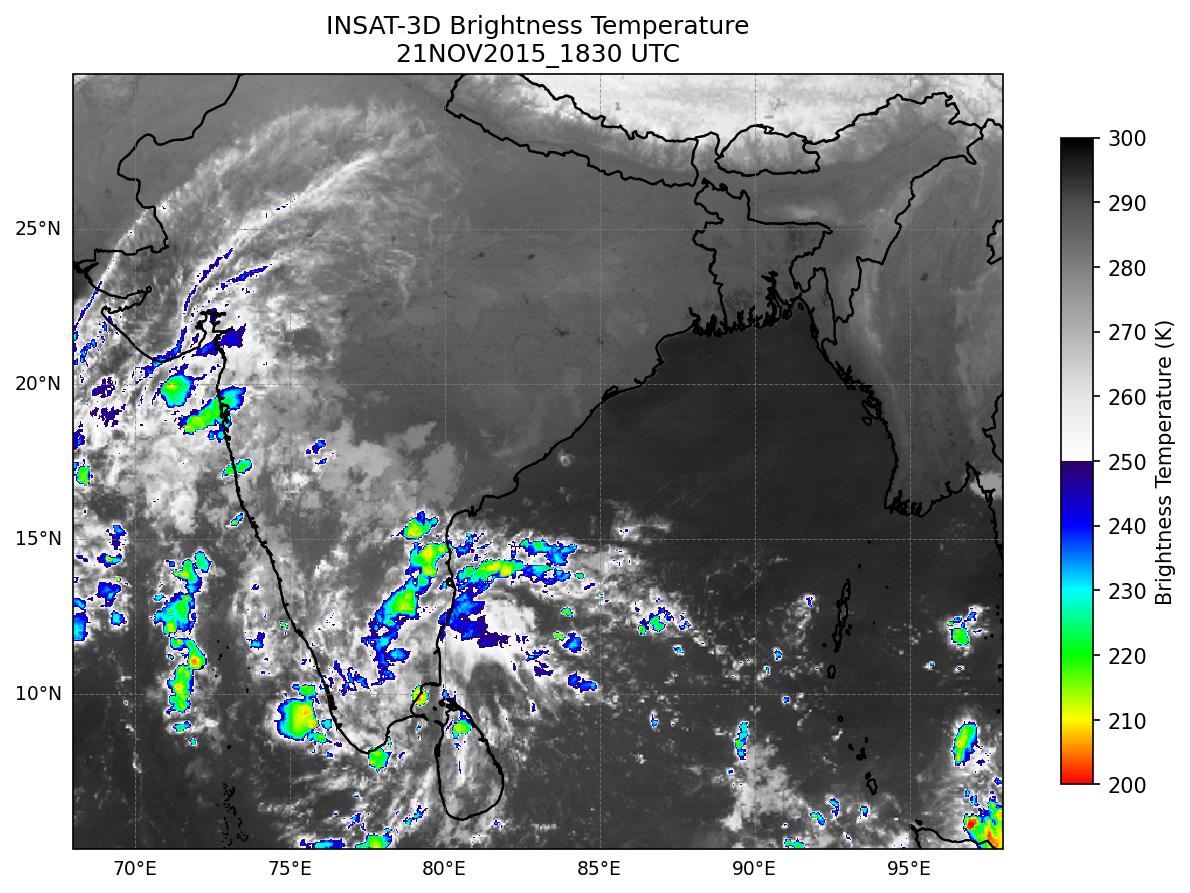 INSAT-3D Brightness Temperature
21NOV2015_1830 UTC
25°N
20°N
15°N
10°N
70°E
75°E
80°E
85°E
90°E
95°E
300
290
280
270
260
250
240
230
220
210
200
Brightness Temperature (K)